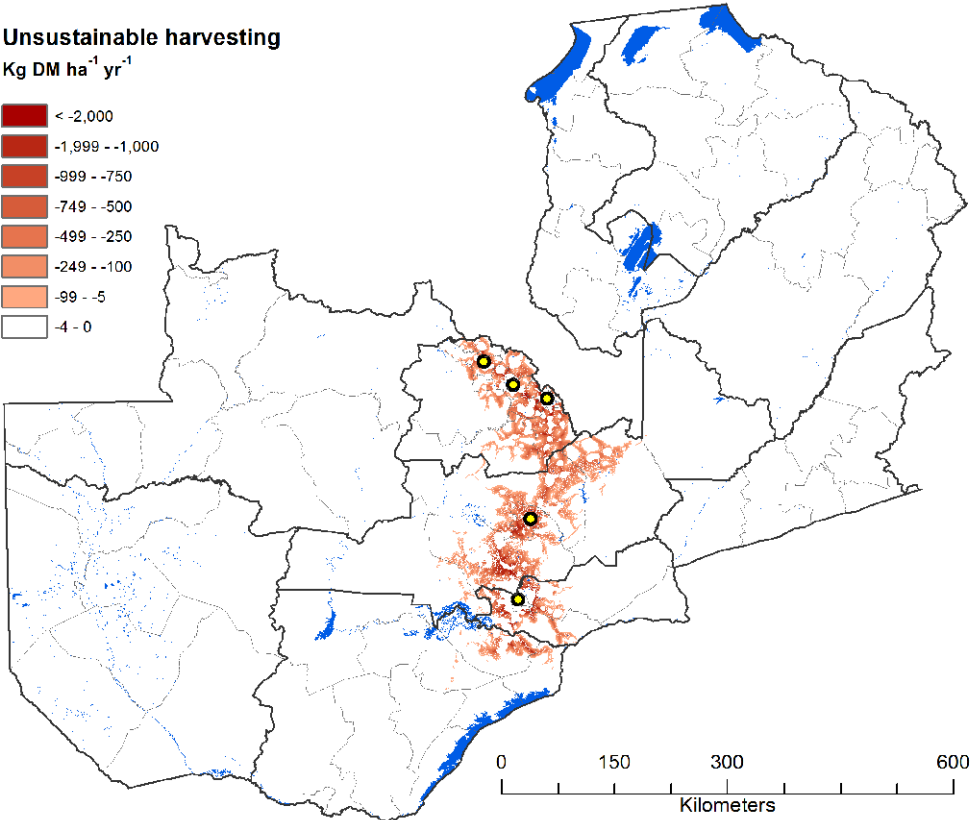 Unsustainable harvesting
Kg DM ha⁻¹ yr⁻¹
< -2,000
-1,999 - -1,000
-999 - -750
-749 - -500
-499 - -250
-249 - -100
-99 - -5
-4 - 0
0 150 300 600
Kilometers